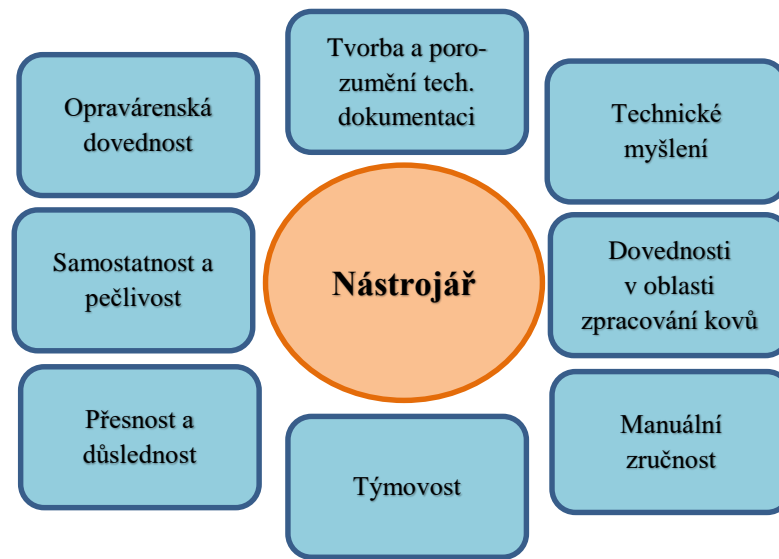 Tvorba a poro-
zumění tech.
dokumentaci
Opravárenská
dovednost
Technické
myšlení
Samostatnost a
pečlivost
Nástrojář
Dovednosti
v oblasti
zpracování kovů
Přesnost a
důslednost
Týmovost
Manuální
zručnost